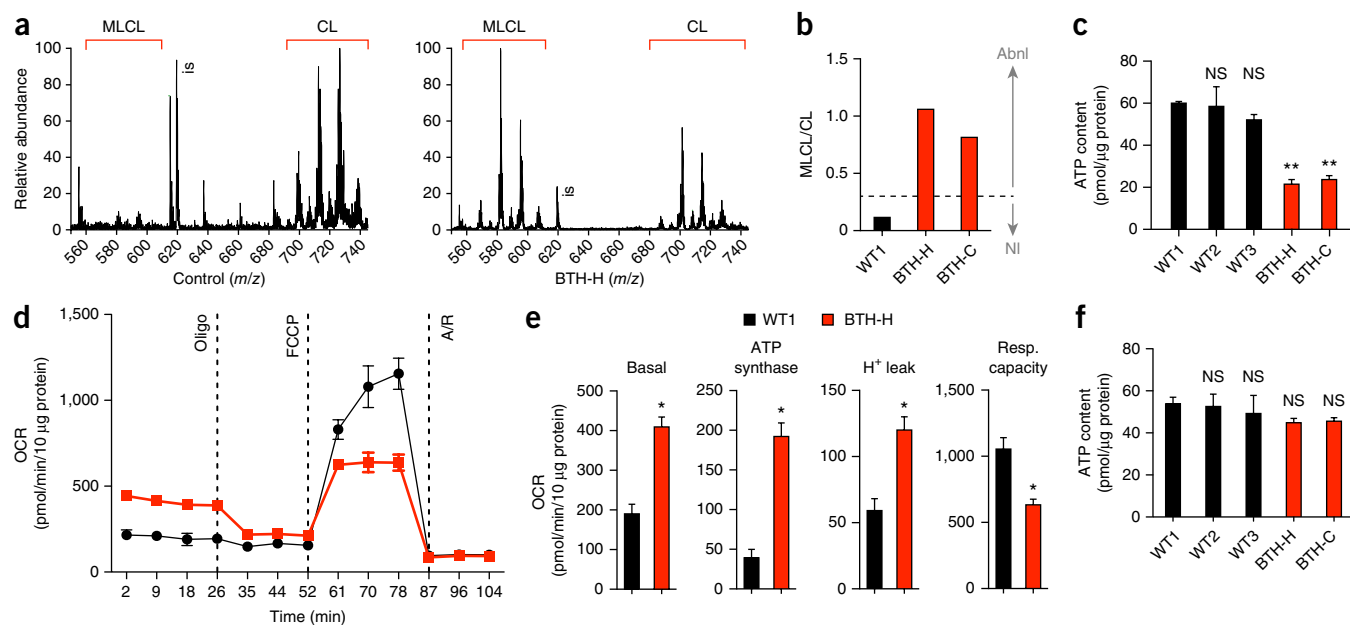 a
MLCL
CL
MLCL
CL
Relative abundance
100
80
60
40
20
0
is
560
580
600
620
640
660
680
700
720
740
Control (m/z)
100
80
60
40
20
0
is
560
580
600
620
640
660
680
700
720
740
BTH-H (m/z)
b
MLCL/CL
1.5
1.0
0.5
0
WT1
BTH-H
BTH-C
Abnl
Nl
c
ATP content
(pmol/μg protein)
80
60
40
20
0
NS
NS
**
**
WT1
WT2
WT3
BTH-H
BTH-C
d
OCR
(pmol/min/10 μg protein)
1,500
1,000
500
0
Oligo
FCCP
A/R
2 9 18 26 35 44 52 61 70 78 87 96 104
Time (min)
e
WT1 BTH-H
OCR
(pmol/min/10 μg protein)
Basal
500
400
300
200
100
0
*
ATP
synthase
250
200
150
100
50
0
*
H+ leak
150
100
50
0
*
Resp.
capacity
1,500
1,000
500
0
*
f
ATP content
(pmol/μg protein)
80
60
40
20
0
NS
NS
NS
NS
WT1
WT2
WT3
BTH-H
BTH-C